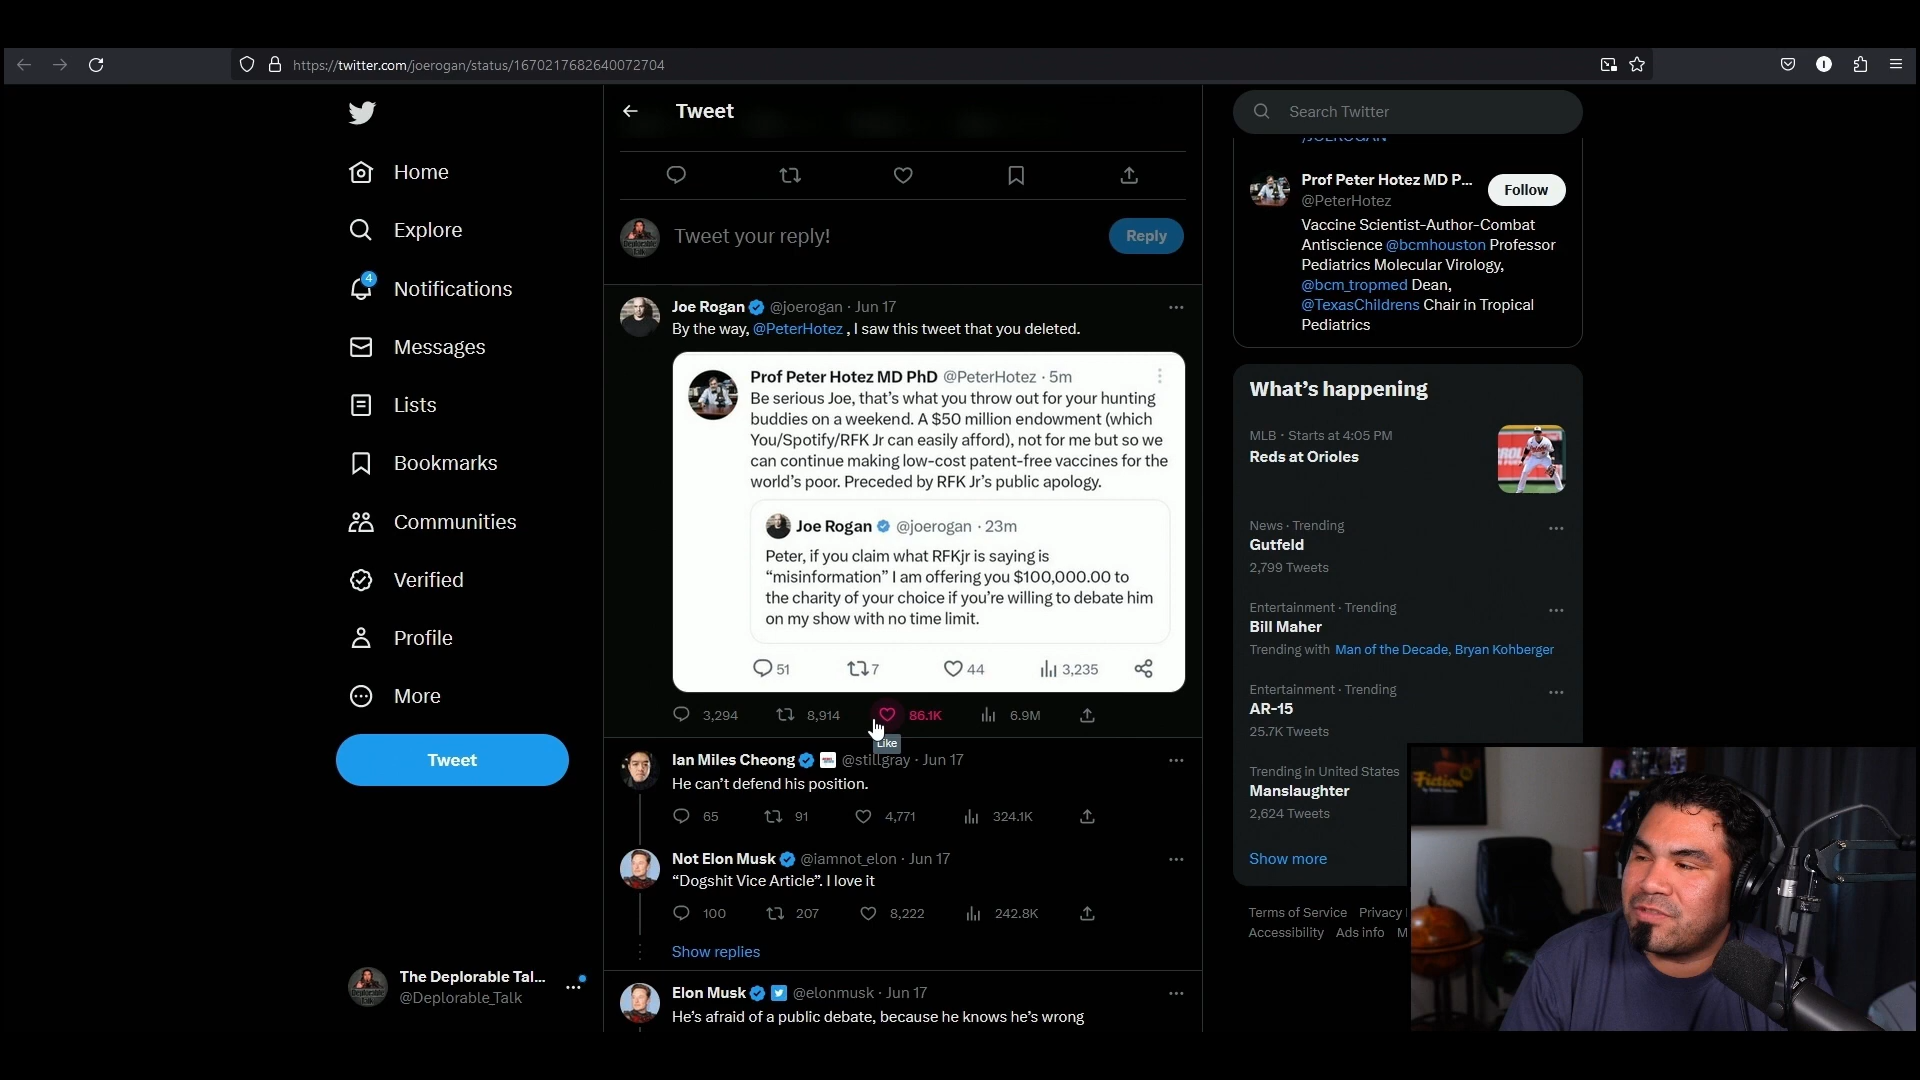 https://twitter.com/joerogan/status/1670217682640072704
Home
Explore
4
Notifications
Messages
Lists
Bookmarks
Communities
Verified
Profile
More
Tweet
The Deplorable Tal...
@Deplorable_Talk
Tweet
Tweet your reply!
Reply
Joe Rogan @joerogan · Jun 17
By the way, @PeterHotez , I saw this tweet that you deleted.
Prof Peter Hotez MD PhD @PeterHotez · 5m
Be serious Joe, that's what you throw out for your hunting
buddies on a weekend. A $50 million endowment (which
You/Spotify/RFK Jr can easily afford), not for me but so we
can continue making low-cost patent-free vaccines for the
world's poor. Preceded by RFK Jr's public apology.
Joe Rogan @joerogan · 23m
Peter, if you claim what RFKjr is saying is
“misinformation” I am offering you $100,000.00 to
the charity of your choice if you're willing to debate him
on my show with no time limit.
51 7 44 3,235
3,294 8,914 86.1K 6.9M
Like
Ian Miles Cheong @stillgray · Jun 17
He can't defend his position.
65 91 4,771 324.1K
Not Elon Musk @iamnot_elon · Jun 17
“Dogshit Vice Article”. I love it
100 207 8,222 242.8K
Show replies
Elon Musk @elonmusk · Jun 17
He's afraid of a public debate, because he knows he's wrong
Search Twitter
/JOEROGAN
Prof Peter Hotez MD P...
@PeterHotez
Follow
Vaccine Scientist-Author-Combat
Antiscience @bcmhouston Professor
Pediatrics Molecular Virology,
@bcm_tropmed Dean,
@TexasChildrens Chair in Tropical
Pediatrics
What's happening
MLB · Starts at 4:05 PM
Reds at Orioles
News · Trending
Gutfeld
2,799 Tweets
Entertainment · Trending
Bill Maher
Trending with Man of the Decade, Bryan Kohberger
Entertainment · Trending
AR-15
25.7K Tweets
Trending in United States
Manslaughter
2,624 Tweets
Show more
Terms of Service Privacy
Accessibility Ads info M
Fiction